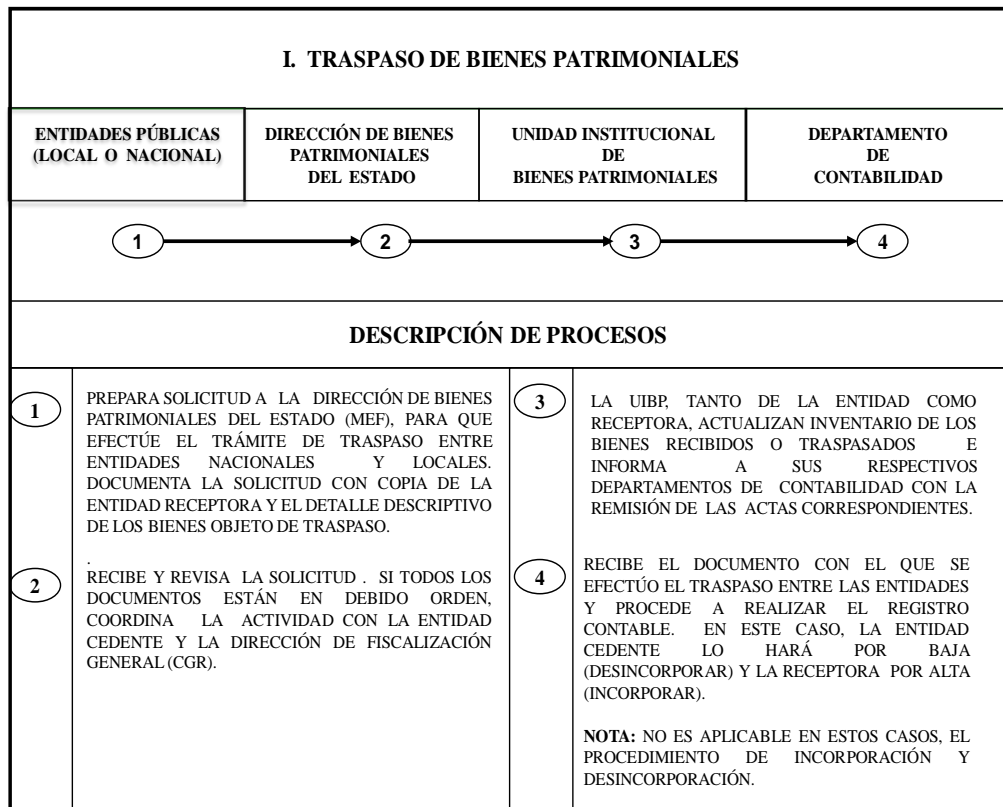 I. TRASPASO DE BIENES PATRIMONIALES
ENTIDADES PÚBLICAS
(LOCAL O NACIONAL)
DIRECCIÓN DE BIENES
PATRIMONIALES
DEL ESTADO
UNIDAD INSTITUCIONAL
DE
BIENES PATRIMONIALES
DEPARTAMENTO
DE
CONTABILIDAD
1 2 3 4
DESCRIPCIÓN DE PROCESOS
1
PREPARA SOLICITUD A LA DIRECCIÓN DE BIENES
PATRIMONIALES DEL ESTADO (MEF), PARA QUE
EFECTÚE EL TRÁMITE DE TRASPASO ENTRE
ENTIDADES NACIONALES Y LOCALES.
DOCUMENTA LA SOLICITUD CON COPIA DE LA
ENTIDAD RECEPTORA Y EL DETALLE DESCRIPTIVO
DE LOS BIENES OBJETO DE TRASPASO.
.
2
RECIBE Y REVISA LA SOLICITUD . SI TODOS LOS
DOCUMENTOS ESTÁN EN DEBIDO ORDEN,
COORDINA LA ACTIVIDAD CON LA ENTIDAD
CEDENTE Y LA DIRECCIÓN DE FISCALIZACIÓN
GENERAL (CGR).
3
LA UIBP, TANTO DE LA ENTIDAD COMO
RECEPTORA, ACTUALIZAN INVENTARIO DE LOS
BIENES RECIBIDOS O TRASPASADOS E
INFORMA A SUS RESPECTIVOS
DEPARTAMENTOS DE CONTABILIDAD CON LA
REMISIÓN DE LAS ACTAS CORRESPONDIENTES.
4
RECIBE EL DOCUMENTO CON EL QUE SE
EFECTÚO EL TRASPASO ENTRE LAS ENTIDADES
Y PROCEDE A REALIZAR EL REGISTRO
CONTABLE. EN ESTE CASO, LA ENTIDAD
CEDENTE LO HARÁ POR BAJA
(DESINCORPORAR) Y LA RECEPTORA POR ALTA
(INCORPORAR).
NOTA: NO ES APLICABLE EN ESTOS CASOS, EL
PROCEDIMIENTO DE INCORPORACIÓN Y
DESINCORPORACIÓN.